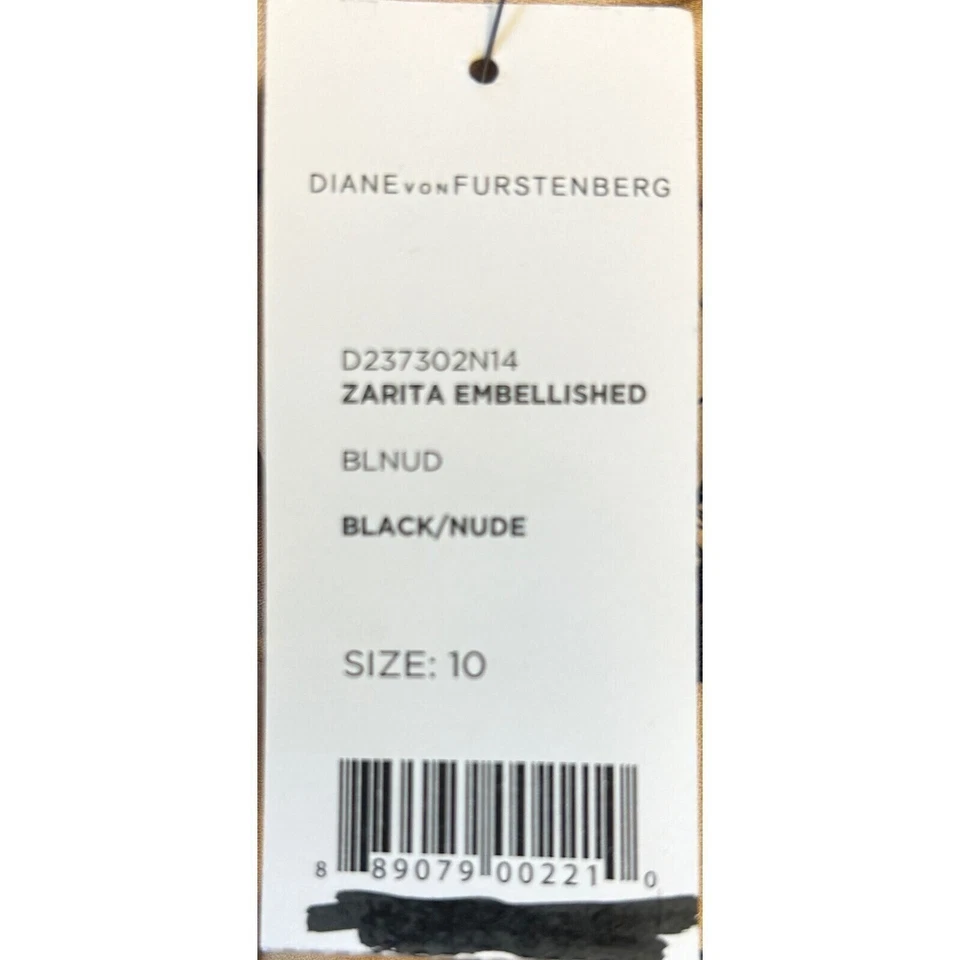 DIANE VON FURSTENBERG
D237302N14
ZARITA EMBELLISHED
BLNUD
BLACK/NUDE
SIZE: 10
8 89079 00221 0